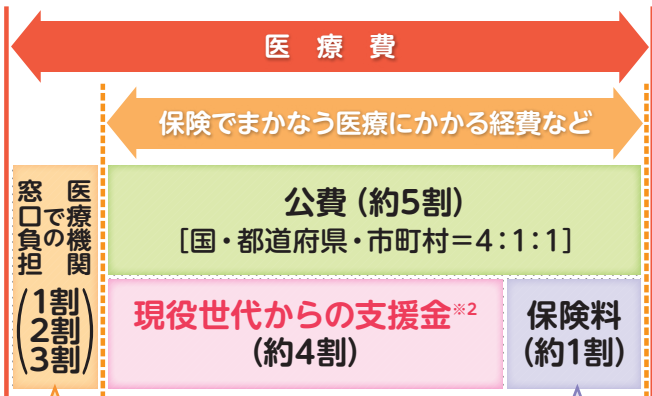 医療費
保険でまかなう医療にかかる経費など
医療機関
での
窓口負担
(1割
2割
3割)
公費(約5割)
[国・都道府県・市町村=4:1:1]
現役世代からの支援金※2
(約4割)
保険料
(約1割)